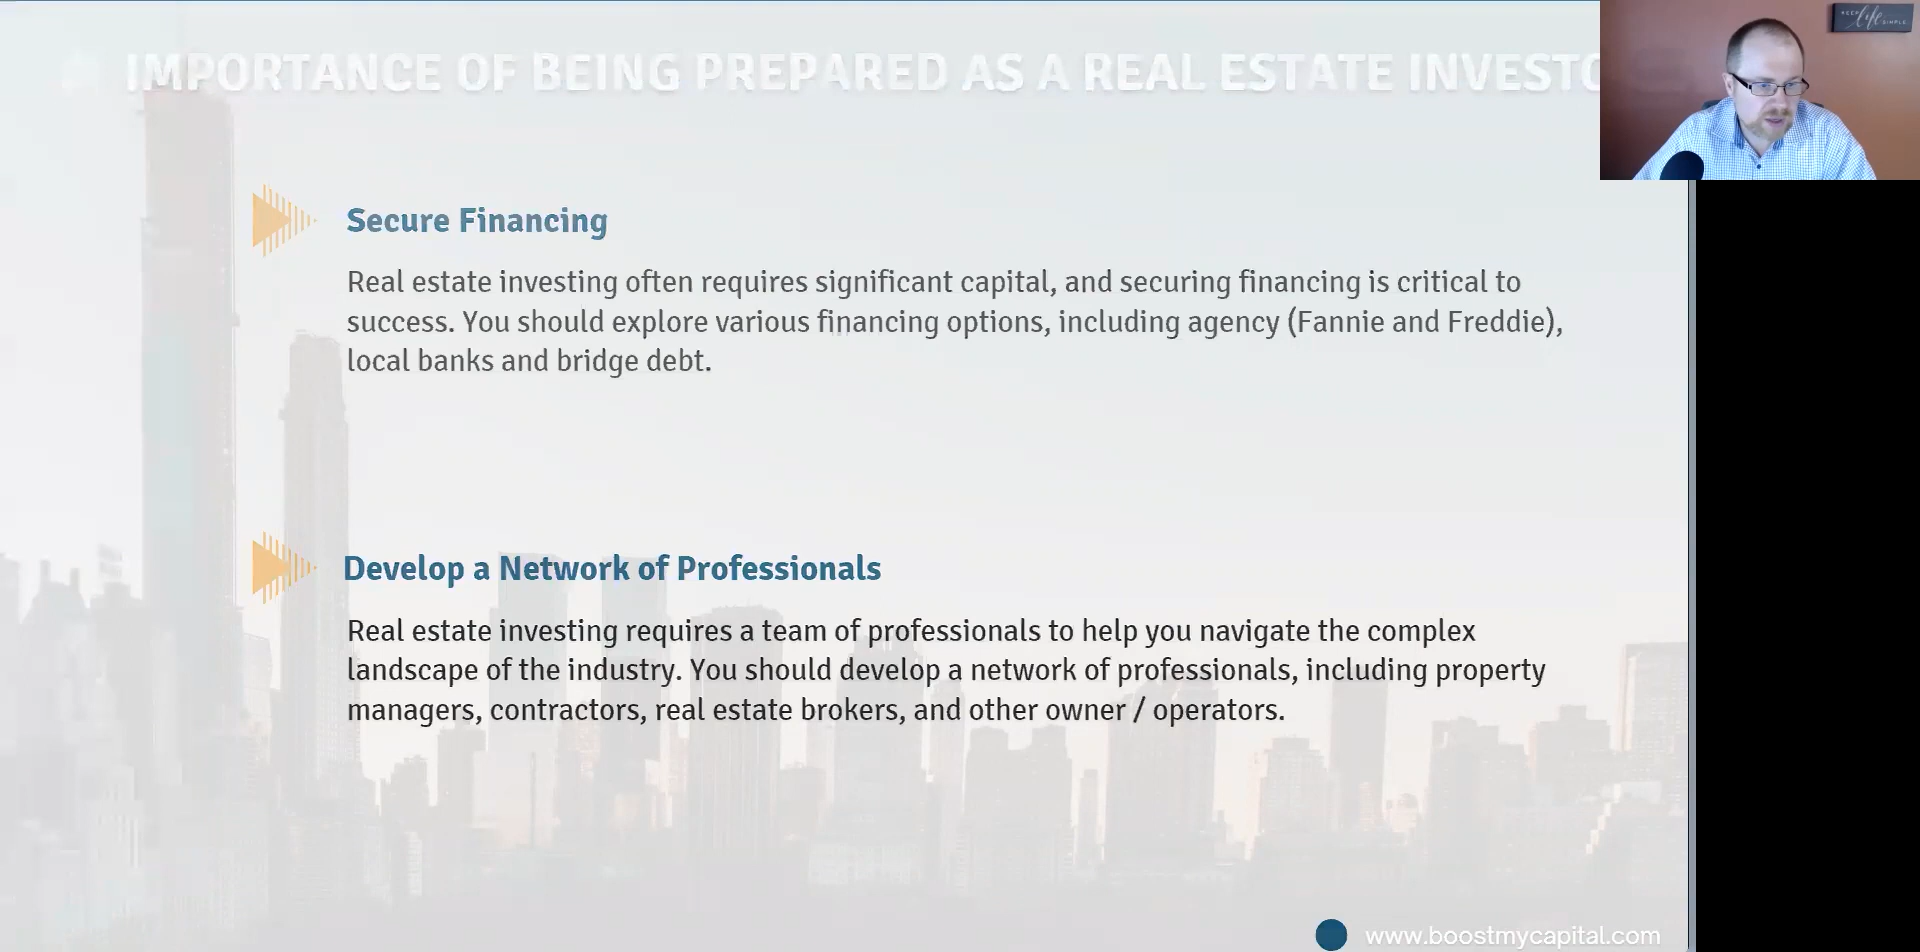 IMPORTANCE OF BEING PREPARED AS A REAL ESTATE INVESTO
KEEP life SIMPLE
Secure Financing
Real estate investing often requires significant capital, and securing financing is critical to
success. You should explore various financing options, including agency (Fannie and Freddie),
local banks and bridge debt.
Develop a Network of Professionals
Real estate investing requires a team of professionals to help you navigate the complex
landscape of the industry. You should develop a network of professionals, including property
managers, contractors, real estate brokers, and other owner / operators.
www.boostmycapital.com